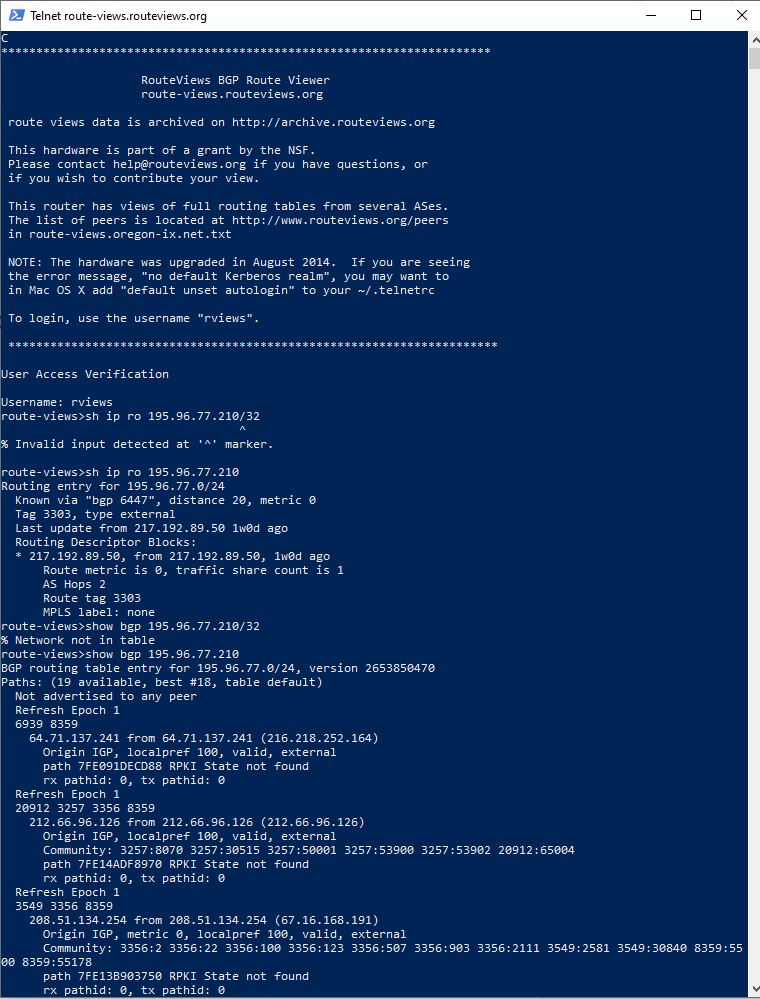 Telnet route-views.routeviews.org
C
**********************************************************************
RouteViews BGP Route Viewer
route-views.routeviews.org
route views data is archived on http://archive.routeviews.org
This hardware is part of a grant by the NSF.
Please contact help@routeviews.org if you have questions, or
if you wish to contribute your view.
This router has views of full routing tables from several ASes.
The list of peers is located at http://www.routeviews.org/peers
in route-views.oregon-ix.net.txt
NOTE: The hardware was upgraded in August 2014.  If you are seeing
the error message, "no default Kerberos realm", you may want to
in Mac OS X add "default unset autologin" to your ~/.telnetrc
To login, use the username "rviews".
**********************************************************************
User Access Verification
Username: rviews
route-views>sh ip ro 195.96.77.210/32
^
% Invalid input detected at '^' marker.
route-views>sh ip ro 195.96.77.210
Routing entry for 195.96.77.0/24
Known via "bgp 6447", distance 20, metric 0
Tag 3303, type external
Last update from 217.192.89.50 1w0d ago
Routing Descriptor Blocks:
* 217.192.89.50, from 217.192.89.50, 1w0d ago
Route metric is 0, traffic share count is 1
AS Hops 2
Route tag 3303
MPLS label: none
route-views>show bgp 195.96.77.210/32
% Network not in table
route-views>show bgp 195.96.77.210
BGP routing table entry for 195.96.77.0/24, version 2653850470
Paths: (19 available, best #18, table default)
Not advertised to any peer
Refresh Epoch 1
6939 8359
64.71.137.241 from 64.71.137.241 (216.218.252.164)
Origin IGP, localpref 100, valid, external
path 7FE091DECD88 RPKI State not found
rx pathid: 0, tx pathid: 0
Refresh Epoch 1
20912 3257 3356 8359
212.66.96.126 from 212.66.96.126 (212.66.96.126)
Origin IGP, localpref 100, valid, external
Community: 3257:8070 3257:30515 3257:50001 3257:53900 3257:53902 20912:65004
path 7FE14ADF8970 RPKI State not found
rx pathid: 0, tx pathid: 0
Refresh Epoch 1
3549 3356 8359
208.51.134.254 from 208.51.134.254 (67.16.168.191)
Origin IGP, metric 0, localpref 100, valid, external
Community: 3356:2 3356:22 3356:100 3356:123 3356:507 3356:903 3356:2111 3549:2581 3549:30840 8359:55
00 8359:55178
path 7FE13B903750 RPKI State not found
rx pathid: 0, tx pathid: 0